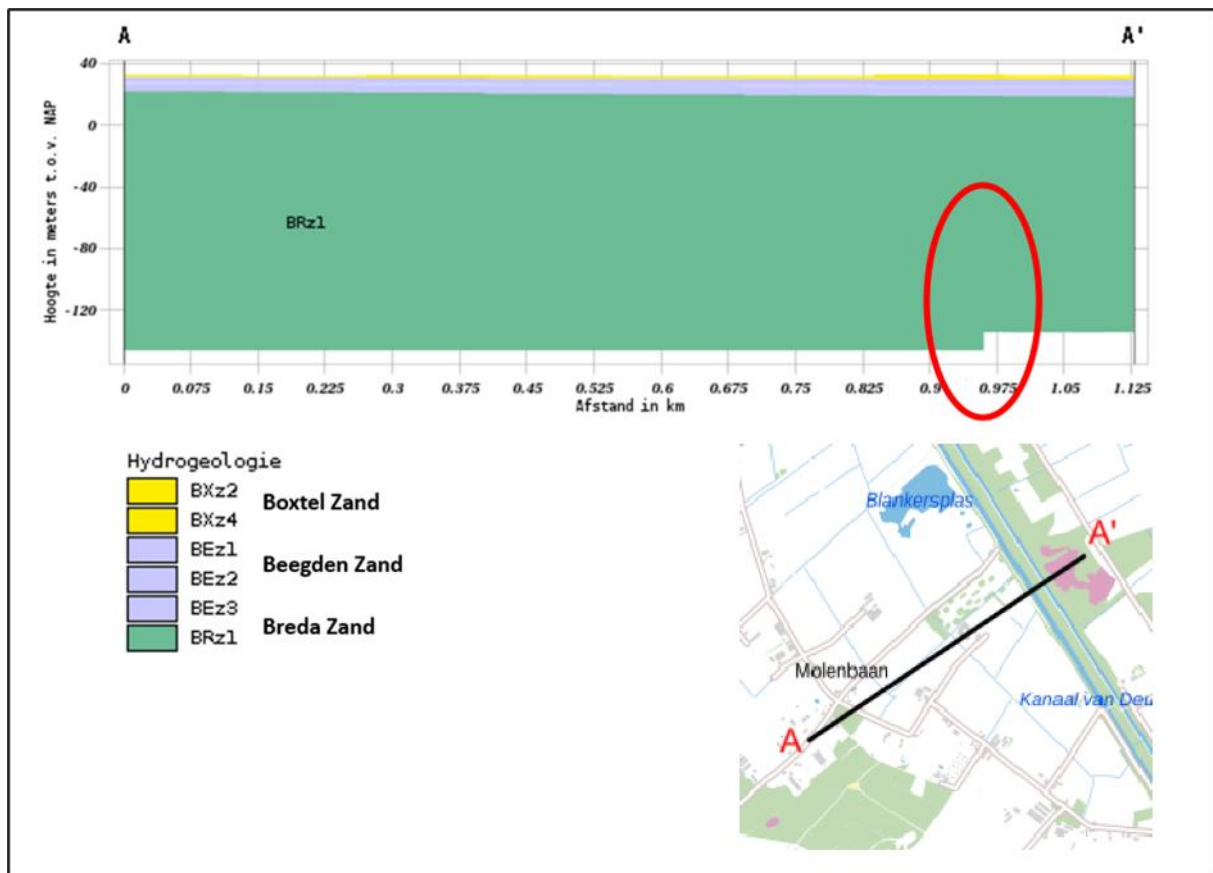 A A'
40
0
-40
-80
-120
Hoogte in meters t.o.v. NAP
BRz1
0 0.075 0.15 0.225 0.3 0.375 0.45 0.525 0.6 0.675 0.75 0.825 0.9 0.975 1.05 1.125
Afstand in km
Hydrogeologie
BXz2
Boxtel Zand
BXz4
BEz1
Beegden Zand
BEz2
BEz3
Breda Zand
BRz1
Blankersplas
A'
Molenbaan
Kanaal van Deu
A